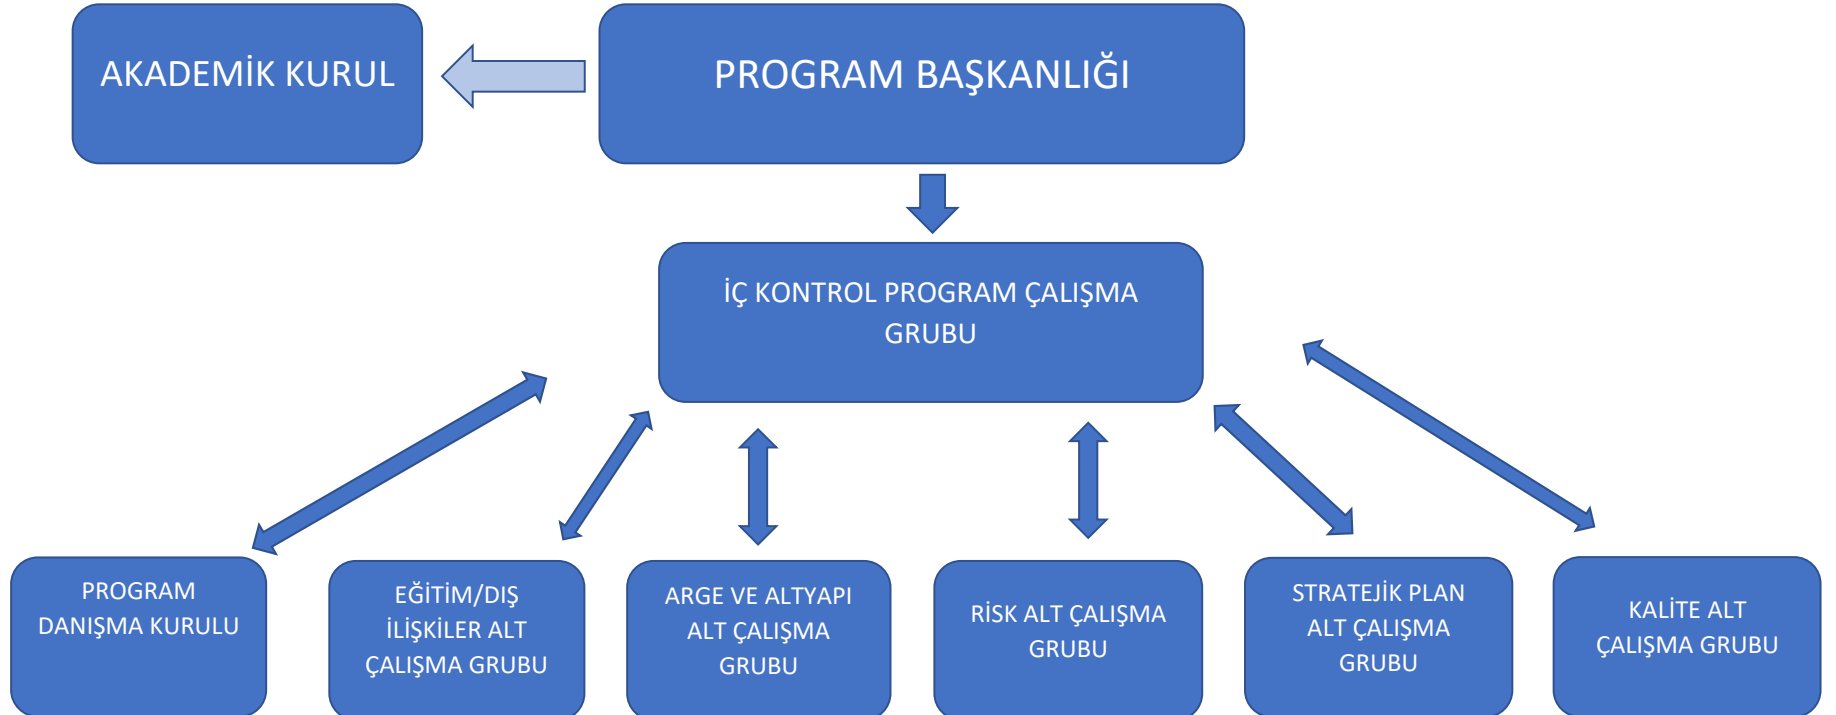 AKADEMİK KURUL
PROGRAM BAŞKANLIĞI
İÇ KONTROL PROGRAM ÇALIŞMA
GRUBU
PROGRAM
DANIŞMA KURULU
EĞİTİM/DIŞ
İLİŞKİLER ALT
ÇALIŞMA GRUBU
ARGE VE ALTYAPI
ALT ÇALIŞMA
GRUBU
RİSK ALT ÇALIŞMA
GRUBU
STRATEJİK PLAN
ALT ÇALIŞMA
GRUBU
KALİTE ALT
ÇALIŞMA GRUBU